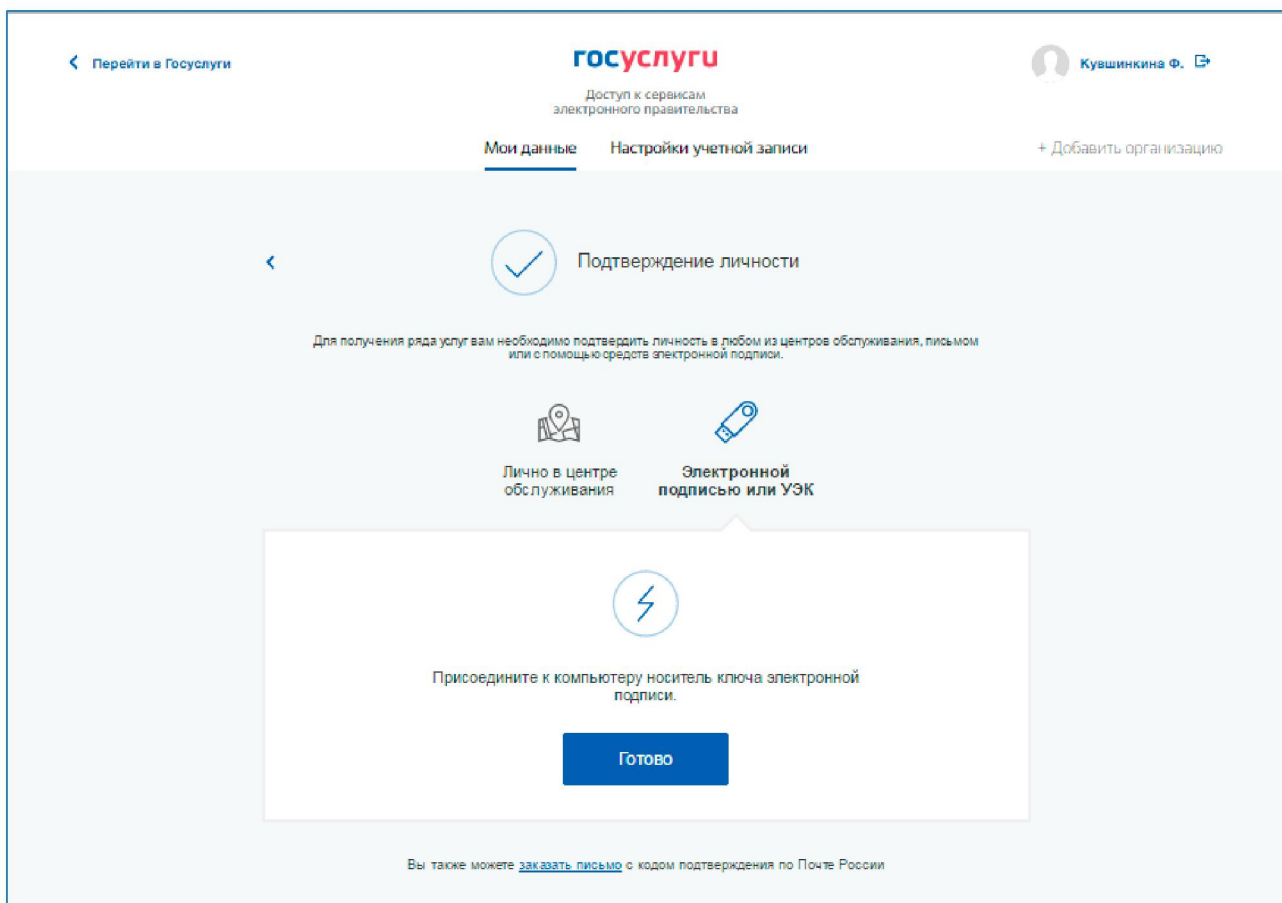 Перейти в Госуслуги
госуслуги
Кувшинкина Ф.
Доступ к сервисам
электронного правительства
Мои данные
Настройки учетной записи
+ Добавить организацию
Подтверждение личности
Для получения ряда услуг вам необходимо подтвердить личность в любом из центров обслуживания, письмом
или с помощью средств электронной подписи.
Лично в центре
обслуживания
Электронной
подписью или УЭК
Присоедините к компьютеру носитель ключа электронной
подписи.
Готово
Вы также можете заказать письмо с кодом подтверждения по Почте России